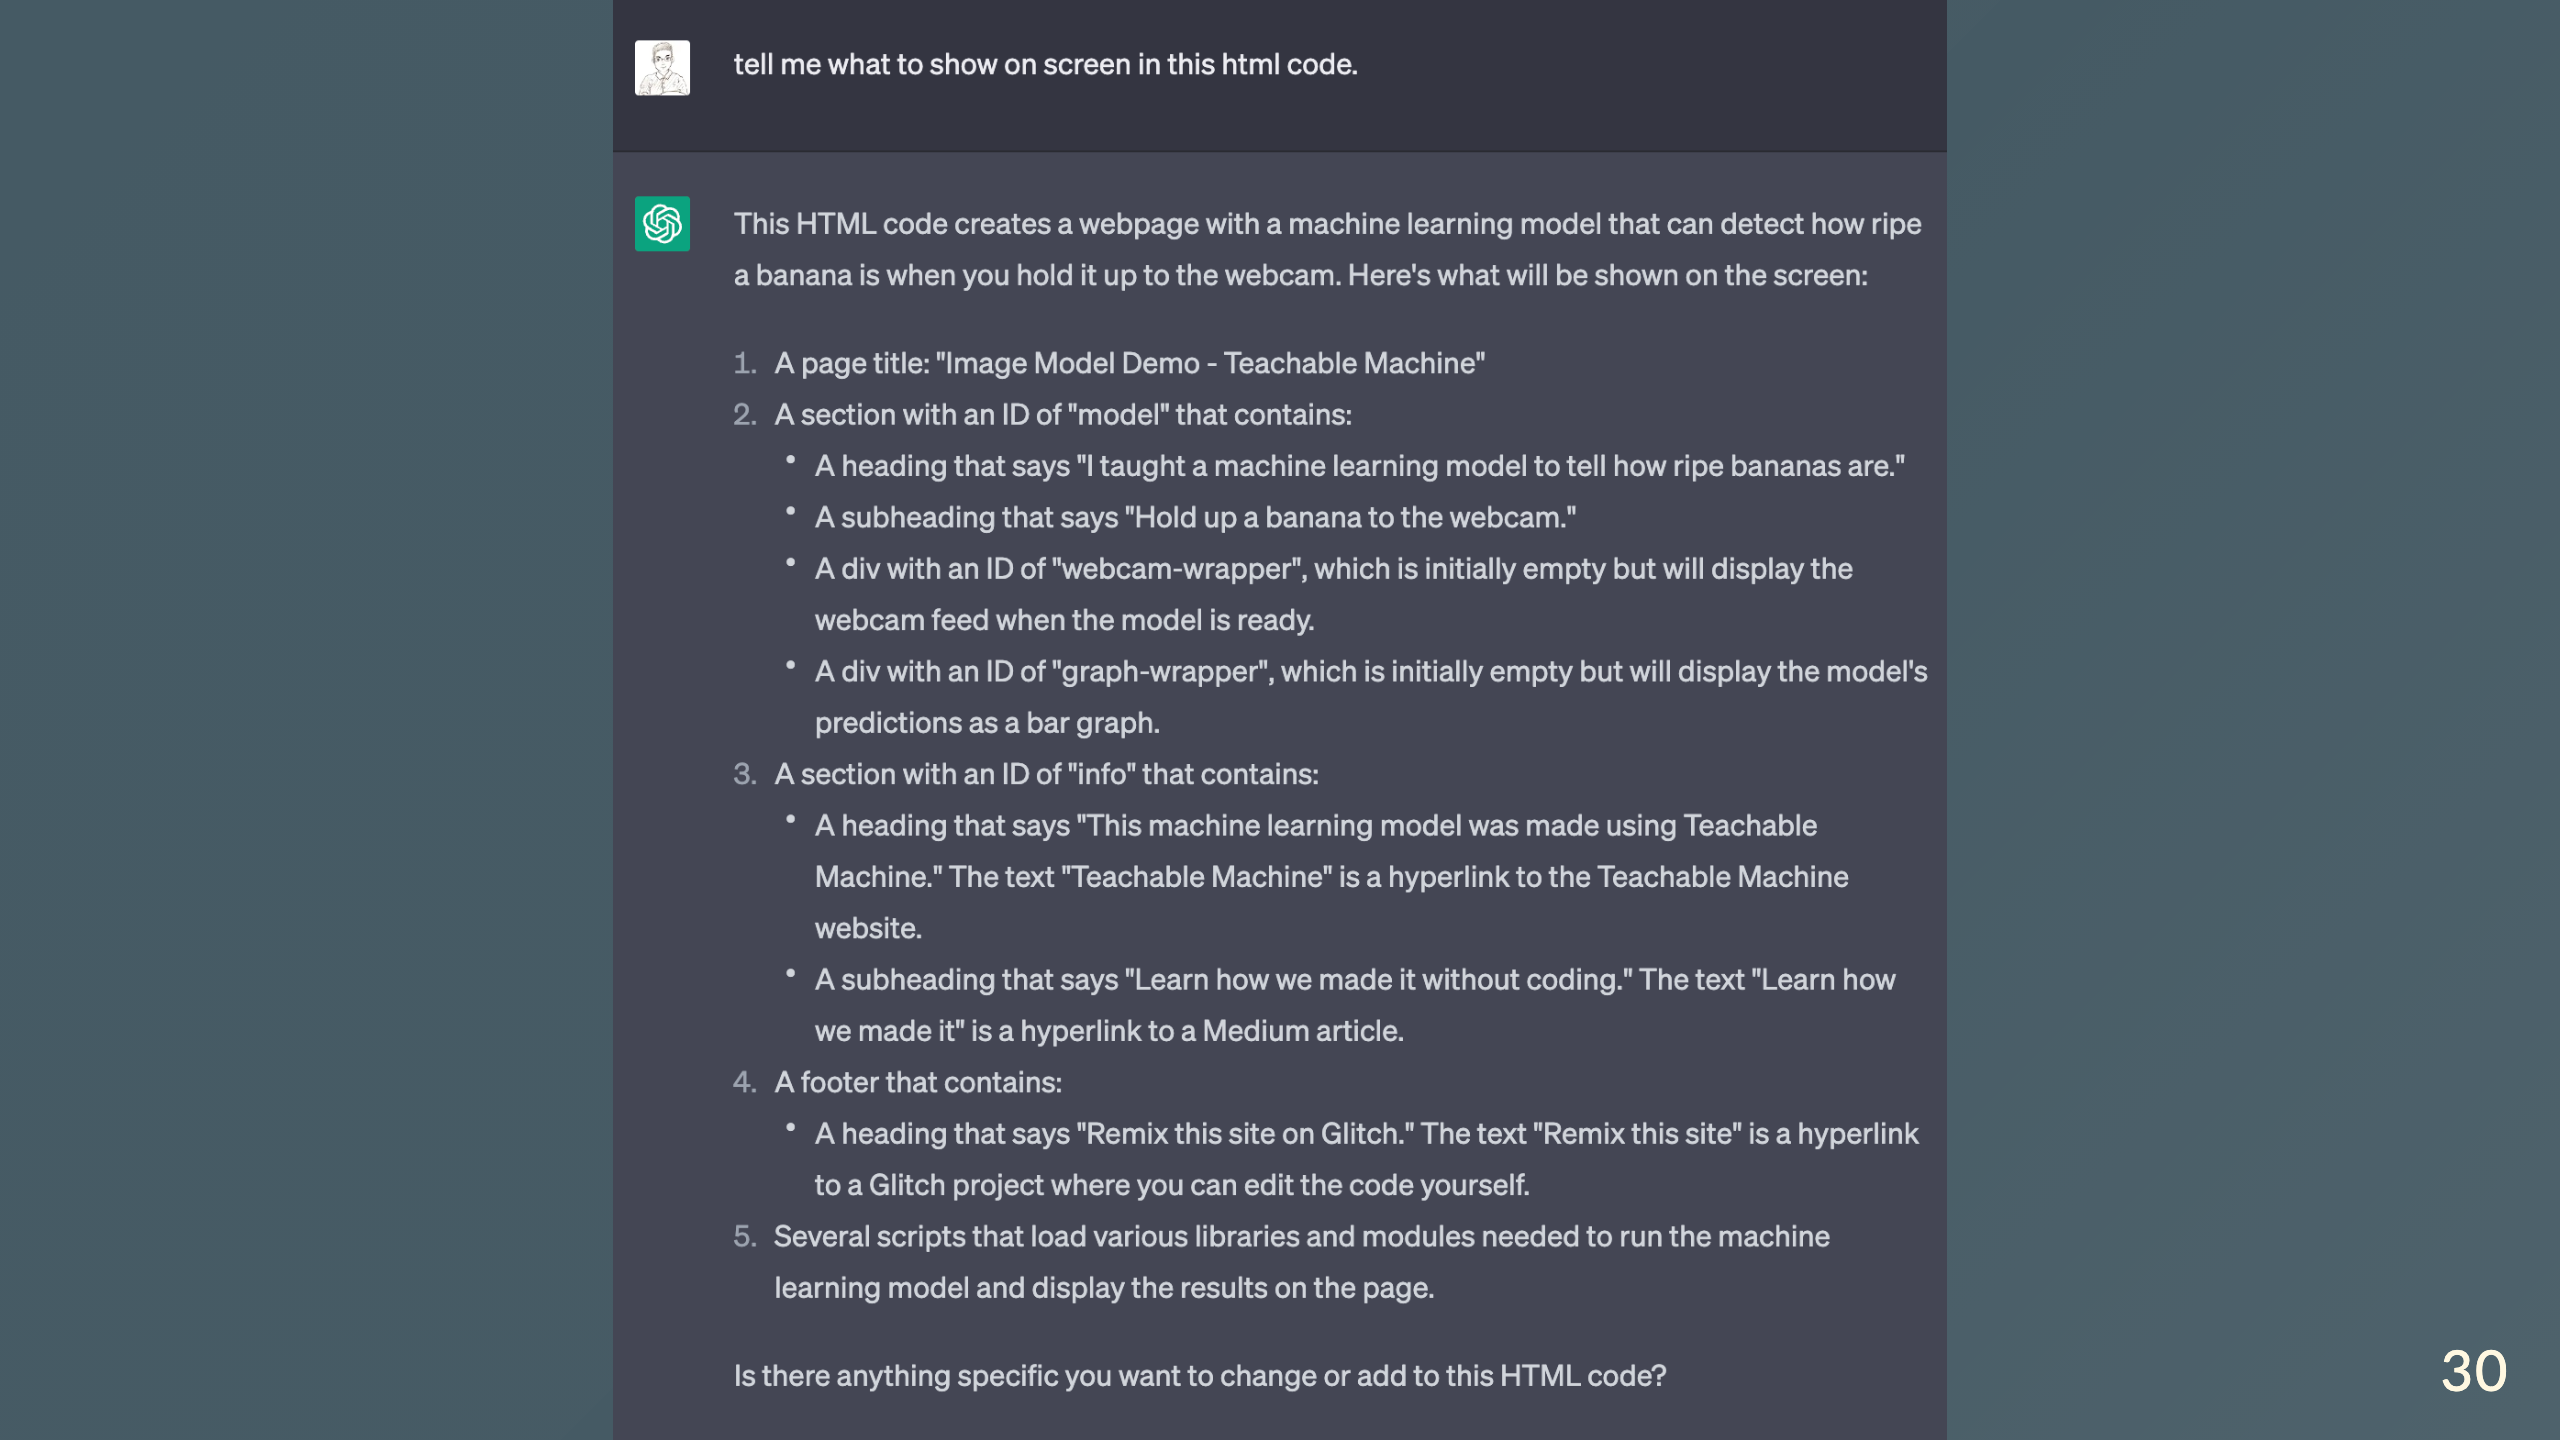 tell me what to show on screen in this html code.
This HTML code creates a webpage with a machine learning model that can detect how ripe
a banana is when you hold it up to the webcam. Here's what will be shown on the screen:
1. A page title: "Image Model Demo - Teachable Machine"
2. A section with an ID of "model" that contains:
• A heading that says "I taught a machine learning model to tell how ripe bananas are."
• A subheading that says "Hold up a banana to the webcam."
• A div with an ID of "webcam-wrapper", which is initially empty but will display the
webcam feed when the model is ready.
• A div with an ID of "graph-wrapper", which is initially empty but will display the model's
predictions as a bar graph.
3. A section with an ID of "info" that contains:
• A heading that says "This machine learning model was made using Teachable
Machine." The text "Teachable Machine" is a hyperlink to the Teachable Machine
website.
• A subheading that says "Learn how we made it without coding." The text "Learn how
we made it" is a hyperlink to a Medium article.
4. A footer that contains:
• A heading that says "Remix this site on Glitch." The text "Remix this site" is a hyperlink
to a Glitch project where you can edit the code yourself.
5. Several scripts that load various libraries and modules needed to run the machine
learning model and display the results on the page.
Is there anything specific you want to change or add to this HTML code?
30